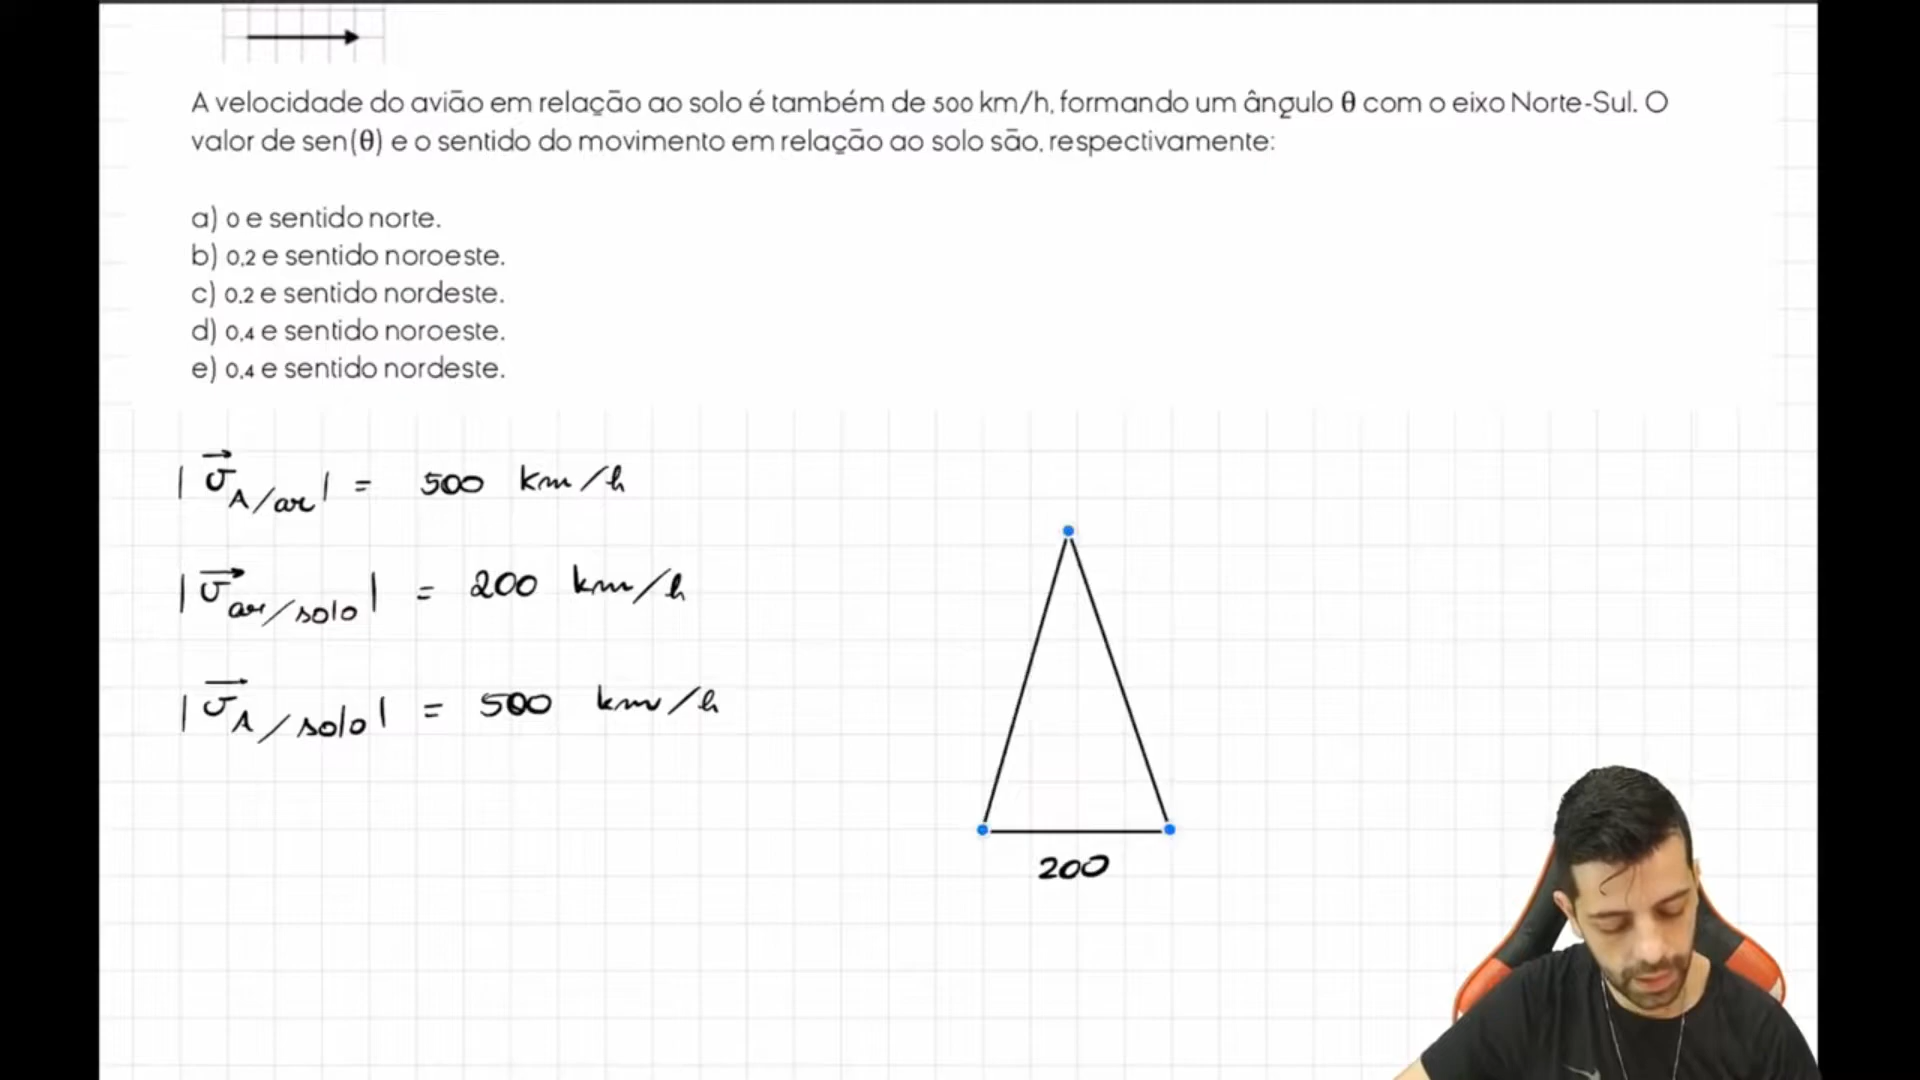 A velocidade do avião em relação ao solo é também de 500 km/h, formando um ângulo θ com o eixo Norte-Sul. O
valor de sen(θ) e o sentido do movimento em relação ao solo são, respectivamente:
a) 0 e sentido norte.
b) 0,2 e sentido noroeste.
c) 0,2 e sentido nordeste.
d) 0,4 e sentido noroeste.
e) 0,4 e sentido nordeste.
|v⃗ A/ar| = 500 km/h
|v⃗ ar/solo| = 200 km/h
|v⃗ A/solo| = 500 km/h
200